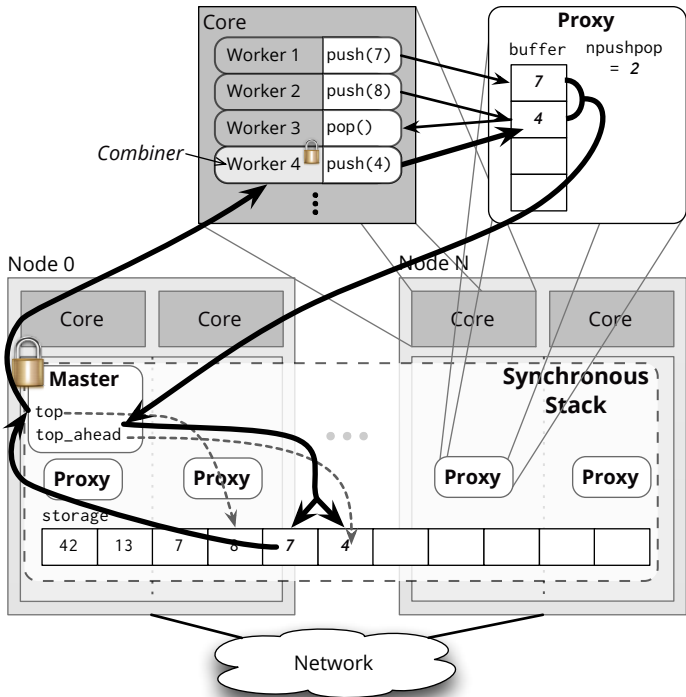 Core
Worker 1 push(7)
Worker 2 push(8)
Worker 3 pop()
Worker 4 push(4)
Combiner
Proxy
buffer npushpop
= 2
7
4
Node 0
Node N
Core
Core
Core
Core
Master
top
top_ahead
Synchronous
Stack
Proxy
Proxy
Proxy
Proxy
storage
42 13 7 8 7 4
Network